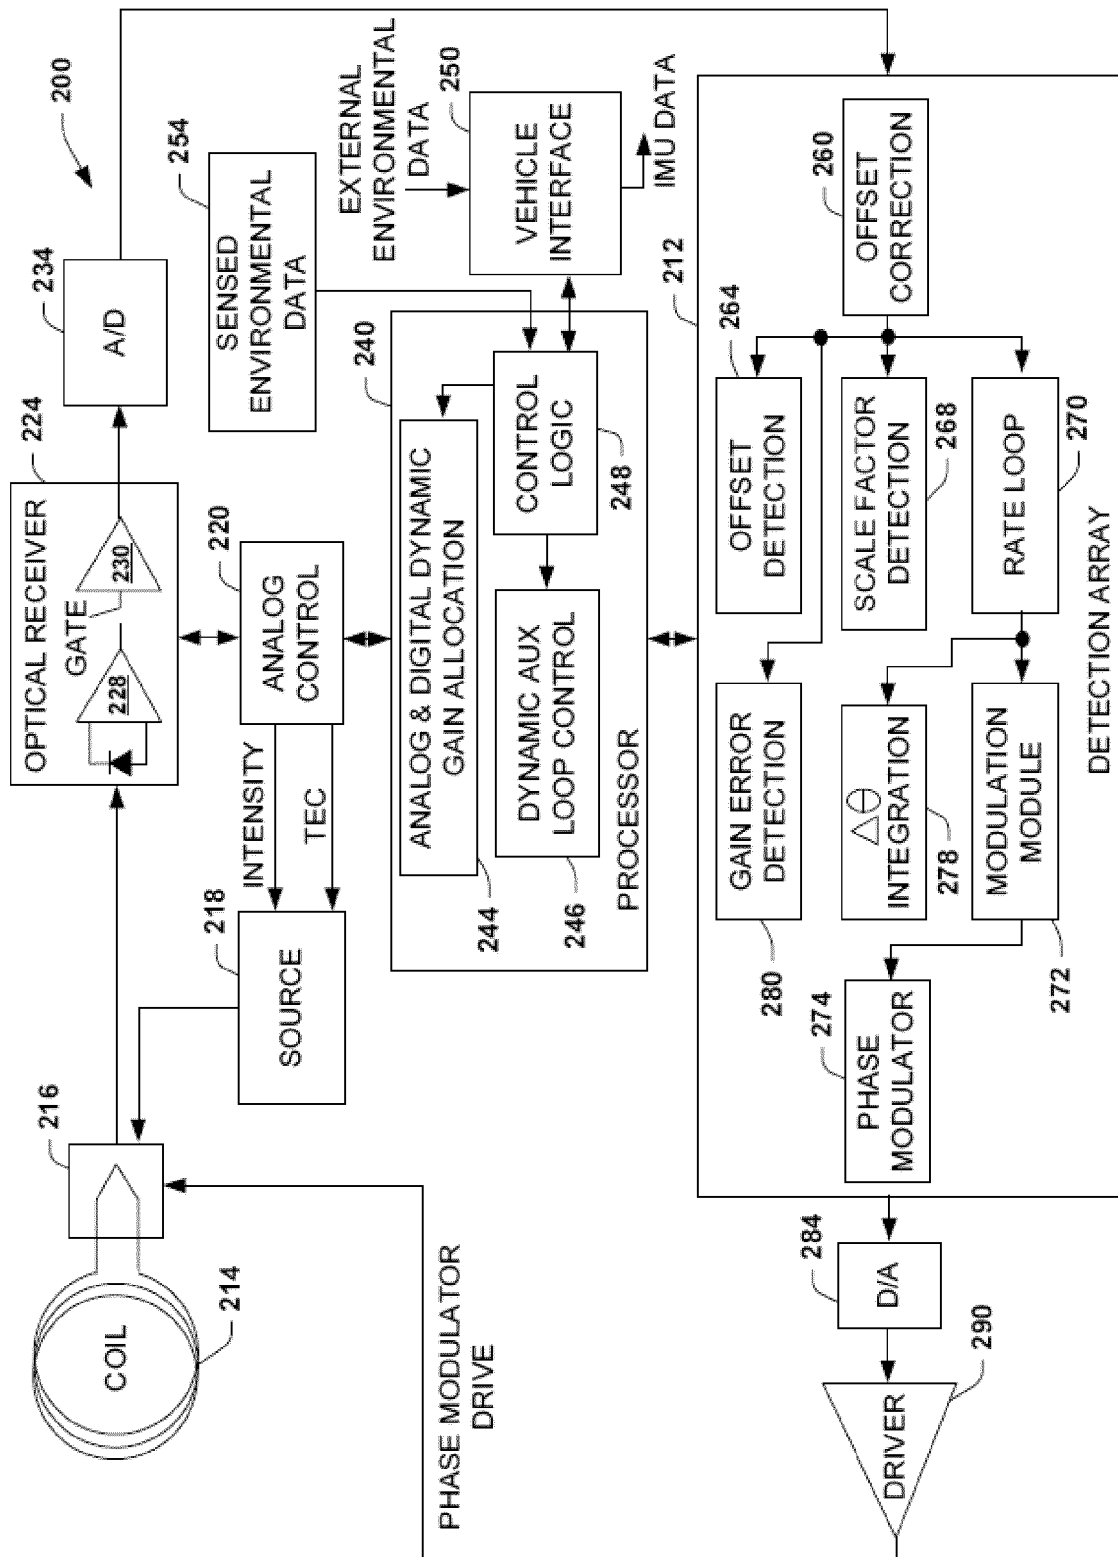 200
COIL
214
216
PHASE MODULATOR
DRIVE
SOURCE
218
INTENSITY
TEC
ANALOG
CONTROL
220
OPTICAL RECEIVER
224
GATE
228
230
A/D
234
SENSED
ENVIRONMENTAL
DATA
254
EXTERNAL
ENVIRONMENTAL
DATA
VEHICLE
INTERFACE
250
IMU DATA
240
ANALOG & DIGITAL DYNAMIC
GAIN ALLOCATION
244
CONTROL
LOGIC
248
DYNAMIC AUX
LOOP CONTROL
246
PROCESSOR
212
OFFSET
CORRECTION
260
OFFSET
DETECTION
264
SCALE FACTOR
DETECTION
268
RATE LOOP
270
GAIN ERROR
DETECTION
280
ΔΘ
INTEGRATION
278
MODULATION
MODULE
272
PHASE
MODULATOR
274
DETECTION ARRAY
D/A
284
DRIVER
290